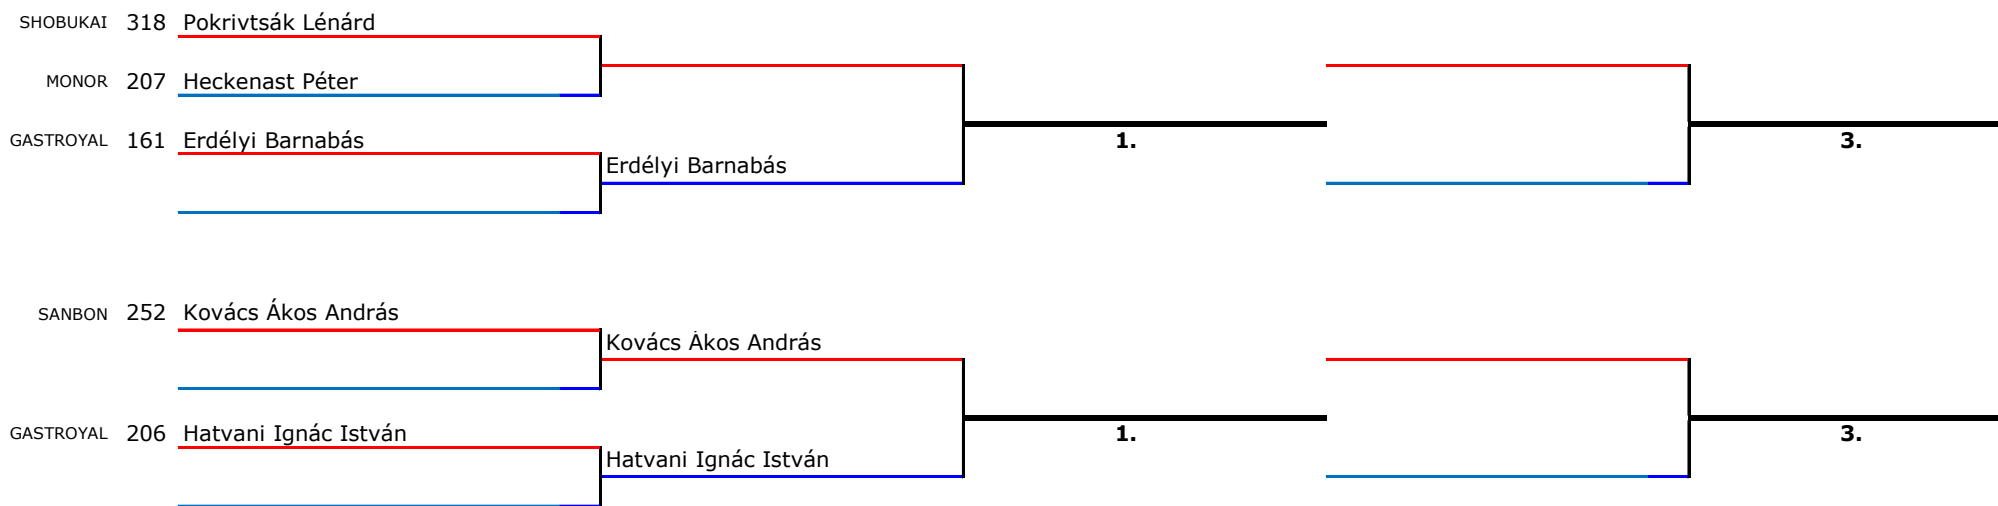 SHOBUKAI 318 Pokrivtsák Lénárd
MONOR 207 Heckenast Péter
GASTROYAL 161 Erdélyi Barnabás
1.
3.
Erdélyi Barnabás
SANBON 252 Kovács Ákos András
Kovács Ákos András
GASTROYAL 206 Hatvani Ignác István
1.
3.
Hatvani Ignác István